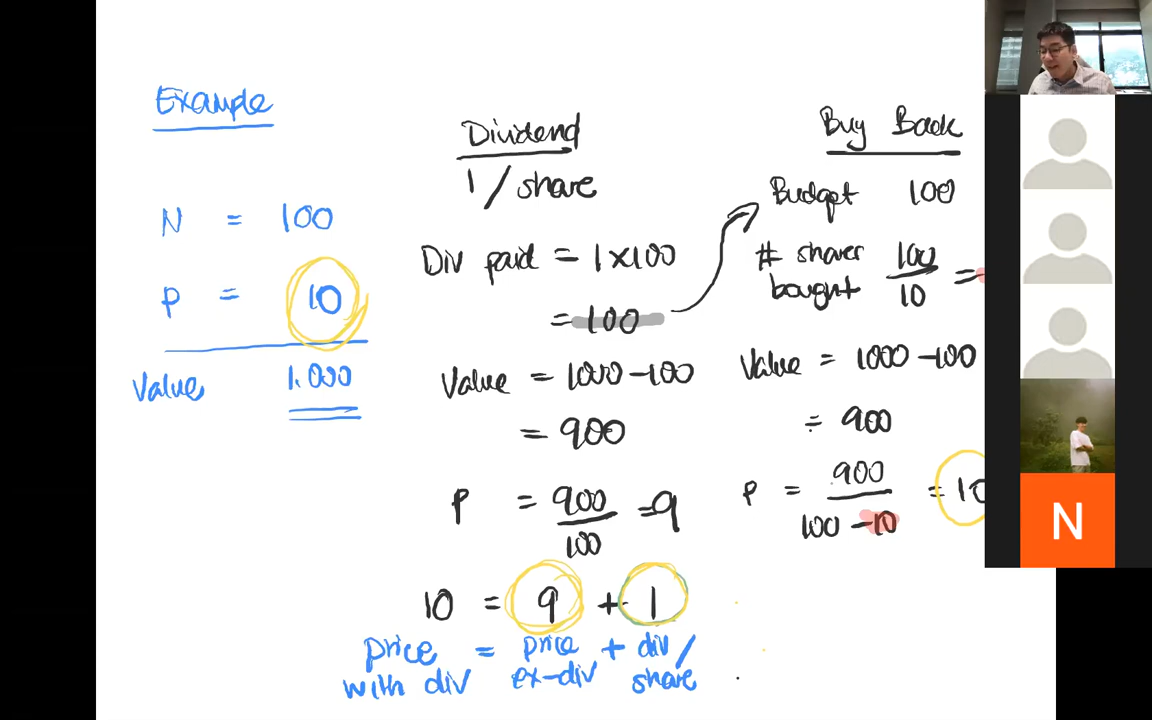 Example
N = 100
P = 10
Value 1.000
Dividend
1 / share
Div paid = 1x100
= 100
Value = 1000 - 100
= 900
P = 900 / 100 = 9
10 = 9 + 1
price = price + div /
with div ex-div share
Buy Back
Budget 100
# shares 100
bought 10 =
Value = 1000 - 100
= 900
P = 900 / 100 - 10 = 10
N